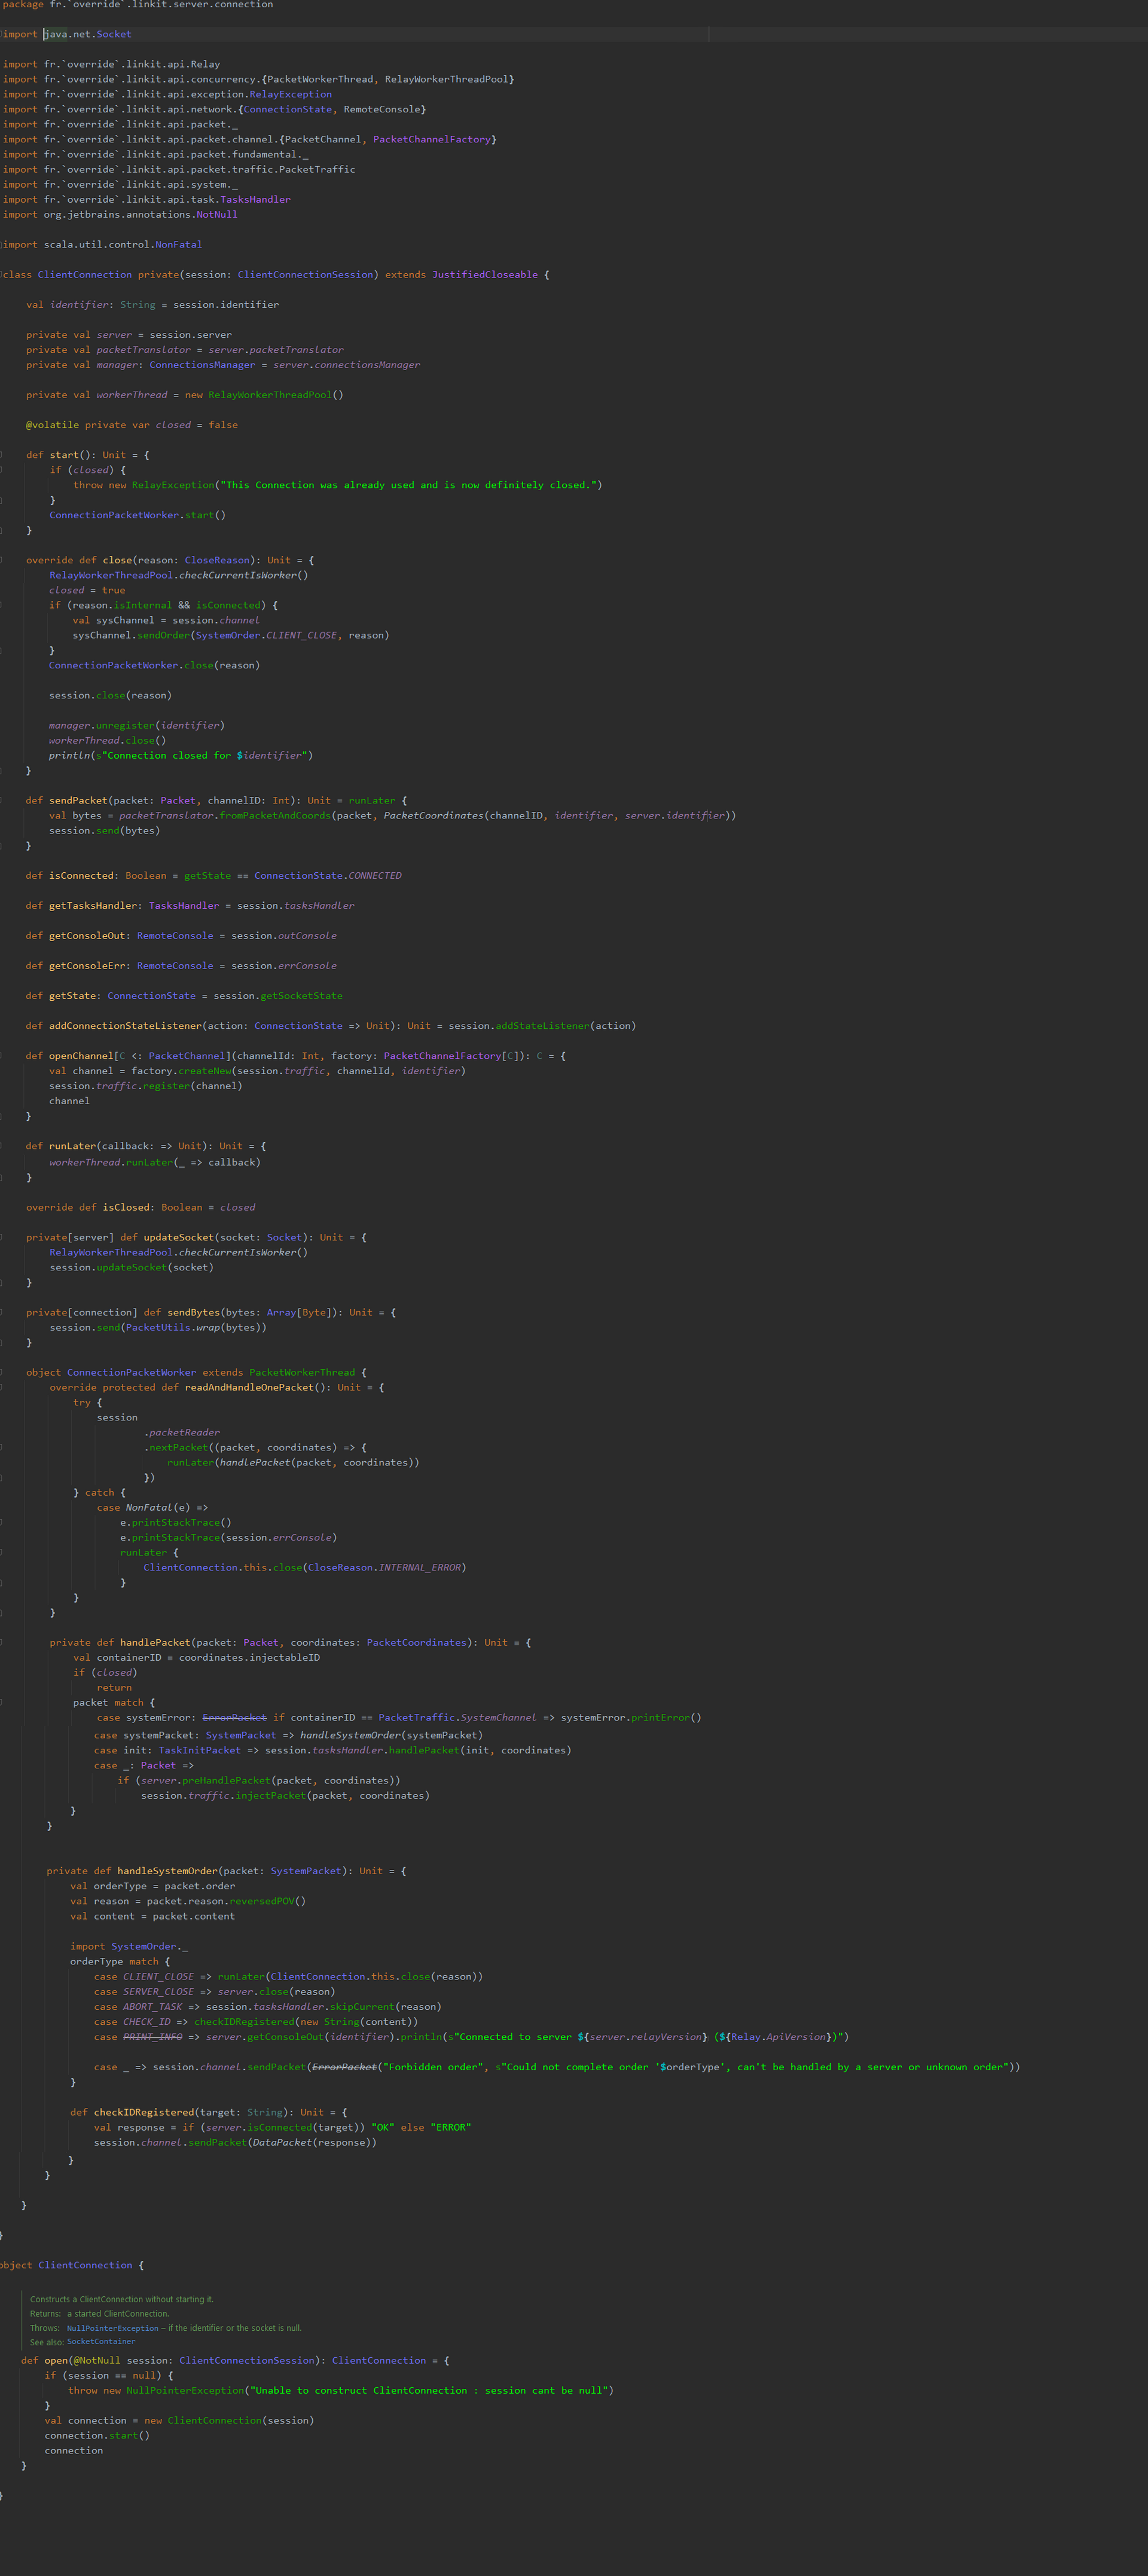 package fr.`override`.linkit.server.connection
import java.net.Socket
import fr.`override`.linkit.api.Relay
import fr.`override`.linkit.api.concurrency.{PacketWorkerThread, RelayWorkerThreadPool}
import fr.`override`.linkit.api.exception.RelayException
import fr.`override`.linkit.api.network.{ConnectionState, RemoteConsole}
import fr.`override`.linkit.api.packet._
import fr.`override`.linkit.api.packet.channel.{PacketChannel, PacketChannelFactory}
import fr.`override`.linkit.api.packet.fundamental._
import fr.`override`.linkit.api.packet.traffic.PacketTraffic
import fr.`override`.linkit.api.system._
import fr.`override`.linkit.api.task.TasksHandler
import org.jetbrains.annotations.NotNull
import scala.util.control.NonFatal
class ClientConnection private(session: ClientConnectionSession) extends JustifiedCloseable {
val identifier: String = session.identifier
private val server = session.server
private val packetTranslator = server.packetTranslator
private val manager: ConnectionsManager = server.connectionsManager
private val workerThread = new RelayWorkerThreadPool()
@volatile private var closed = false
def start(): Unit = {
if (closed) {
throw new RelayException("This Connection was already used and is now definitely closed.")
}
ConnectionPacketWorker.start()
}
override def close(reason: CloseReason): Unit = {
RelayWorkerThreadPool.checkCurrentIsWorker()
closed = true
if (reason.isInternal && isConnected) {
val sysChannel = session.channel
sysChannel.sendOrder(SystemOrder.CLIENT_CLOSE, reason)
}
ConnectionPacketWorker.close(reason)
session.close(reason)
manager.unregister(identifier)
workerThread.close()
println(s"Connection closed for $identifier")
}
def sendPacket(packet: Packet, channelID: Int): Unit = runLater {
val bytes = packetTranslator.fromPacketAndCoords(packet, PacketCoordinates(channelID, identifier, server.identifier))
session.send(bytes)
}
def isConnected: Boolean = getState == ConnectionState.CONNECTED
def getTasksHandler: TasksHandler = session.tasksHandler
def getConsoleOut: RemoteConsole = session.outConsole
def getConsoleErr: RemoteConsole = session.errConsole
def getState: ConnectionState = session.getSocketState
def addConnectionStateListener(action: ConnectionState => Unit): Unit = session.addStateListener(action)
def openChannel[C <: PacketChannel](channelId: Int, factory: PacketChannelFactory[C]): C = {
val channel = factory.createNew(session.traffic, channelId, identifier)
session.traffic.register(channel)
channel
}
def runLater(callback: => Unit): Unit = {
workerThread.runLater(_ => callback)
}
override def isClosed: Boolean = closed
private[server] def updateSocket(socket: Socket): Unit = {
RelayWorkerThreadPool.checkCurrentIsWorker()
session.updateSocket(socket)
}
private[connection] def sendBytes(bytes: Array[Byte]): Unit = {
session.send(PacketUtils.wrap(bytes))
}
object ConnectionPacketWorker extends PacketWorkerThread {
override protected def readAndHandleOnePacket(): Unit = {
try {
session
.packetReader
.nextPacket((packet, coordinates) => {
runLater(handlePacket(packet, coordinates))
})
} catch {
case NonFatal(e) =>
e.printStackTrace()
e.printStackTrace(session.errConsole)
runLater {
ClientConnection.this.close(CloseReason.INTERNAL_ERROR)
}
}
}
private def handlePacket(packet: Packet, coordinates: PacketCoordinates): Unit = {
val containerID = coordinates.injectableID
if (closed)
return
packet match {
case systemError: ErrorPacket if containerID == PacketTraffic.SystemChannel => systemError.printError()
case systemPacket: SystemPacket => handleSystemOrder(systemPacket)
case init: TaskInitPacket => session.tasksHandler.handlePacket(init, coordinates)
case _: Packet =>
if (server.preHandlePacket(packet, coordinates))
session.traffic.injectPacket(packet, coordinates)
}
}
private def handleSystemOrder(packet: SystemPacket): Unit = {
val orderType = packet.order
val reason = packet.reason.reversedPOV()
val content = packet.content
import SystemOrder._
orderType match {
case CLIENT_CLOSE => runLater(ClientConnection.this.close(reason))
case SERVER_CLOSE => server.close(reason)
case ABORT_TASK => session.tasksHandler.skipCurrent(reason)
case CHECK_ID => checkIDRegistered(new String(content))
case PRINT_INFO => server.getConsoleOut(identifier).println(s"Connected to server ${server.relayVersion} (${Relay.ApiVersion})")
case _ => session.channel.sendPacket(ErrorPacket("Forbidden order", s"Could not complete order '$orderType', can't be handled by a server or unknown order"))
}
def checkIDRegistered(target: String): Unit = {
val response = if (server.isConnected(target)) "OK" else "ERROR"
session.channel.sendPacket(DataPacket(response))
}
}
}
}
object ClientConnection {
Constructs a ClientConnection without starting it.
Returns: a started ClientConnection.
Throws: NullPointerException – if the identifier or the socket is null.
See also: SocketContainer
def open(@NotNull session: ClientConnectionSession): ClientConnection = {
if (session == null) {
throw new NullPointerException("Unable to construct ClientConnection : session cant be null")
}
val connection = new ClientConnection(session)
connection.start()
connection
}
}